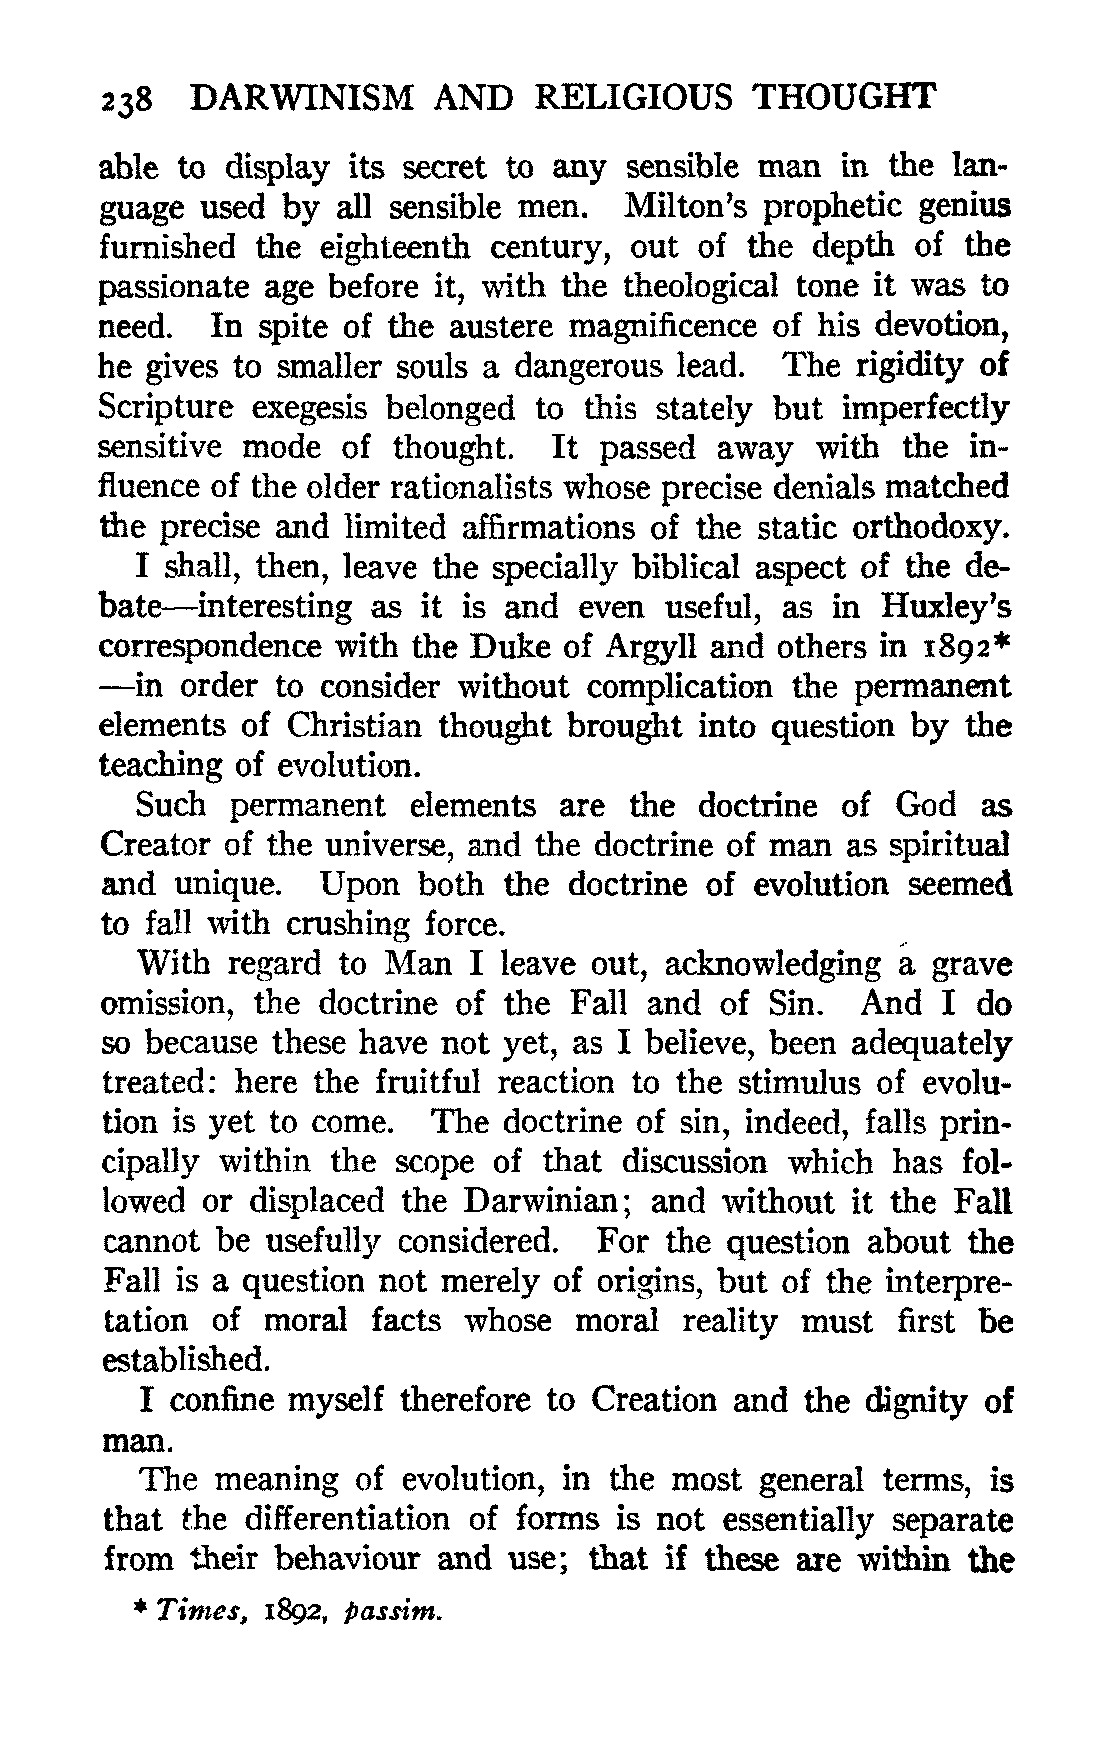 238 DARWINISM AND RELIGIOUS THOUGHT
able to display its secret to any sensible man in the lan-
guage used by all sensible men. Milton's prophetic genius
furnished the eighteenth century, out of the depth of the
passionate age before it, with the theological tone it was to
need. In spite of the austere magnificence of his devotion,
he gives to smaller souls a dangerous lead. The rigidity of
Scripture exegesis belonged to this stately but imperfectly
sensitive mode of thought. It passed away with the in-
fluence of the older rationalists whose precise denials matched
the precise and limited affirmations of the static orthodoxy.
I shall, then, leave the specially biblical aspect of the de-
bate—interesting as it is and even useful, as in Huxley's
correspondence with the Duke of Argyll and others in 1892*
—in order to consider without complication the permanent
elements of Christian thought brought into question by the
teaching of evolution.
Such permanent elements are the doctrine of God as
Creator of the universe, and the doctrine of man as spiritual
and unique. Upon both the doctrine of evolution seemed
to fall with crushing force.
With regard to Man I leave out, acknowledging a grave
omission, the doctrine of the Fall and of Sin. And I do
so because these have not yet, as I believe, been adequately
treated: here the fruitful reaction to the stimulus of evolu-
tion is yet to come. The doctrine of sin, indeed, falls prin-
cipally within the scope of that discussion which has fol-
lowed or displaced the Darwinian; and without it the Fall
cannot be usefully considered. For the question about the
Fall is a question not merely of origins, but of the interpre-
tation of moral facts whose moral reality must first be
established.
I confine myself therefore to Creation and the dignity of
man.
The meaning of evolution, in the most general terms, is
that the differentiation of forms is not essentially separate
from their behaviour and use; that if these are within the
* Times, 1892, passim.